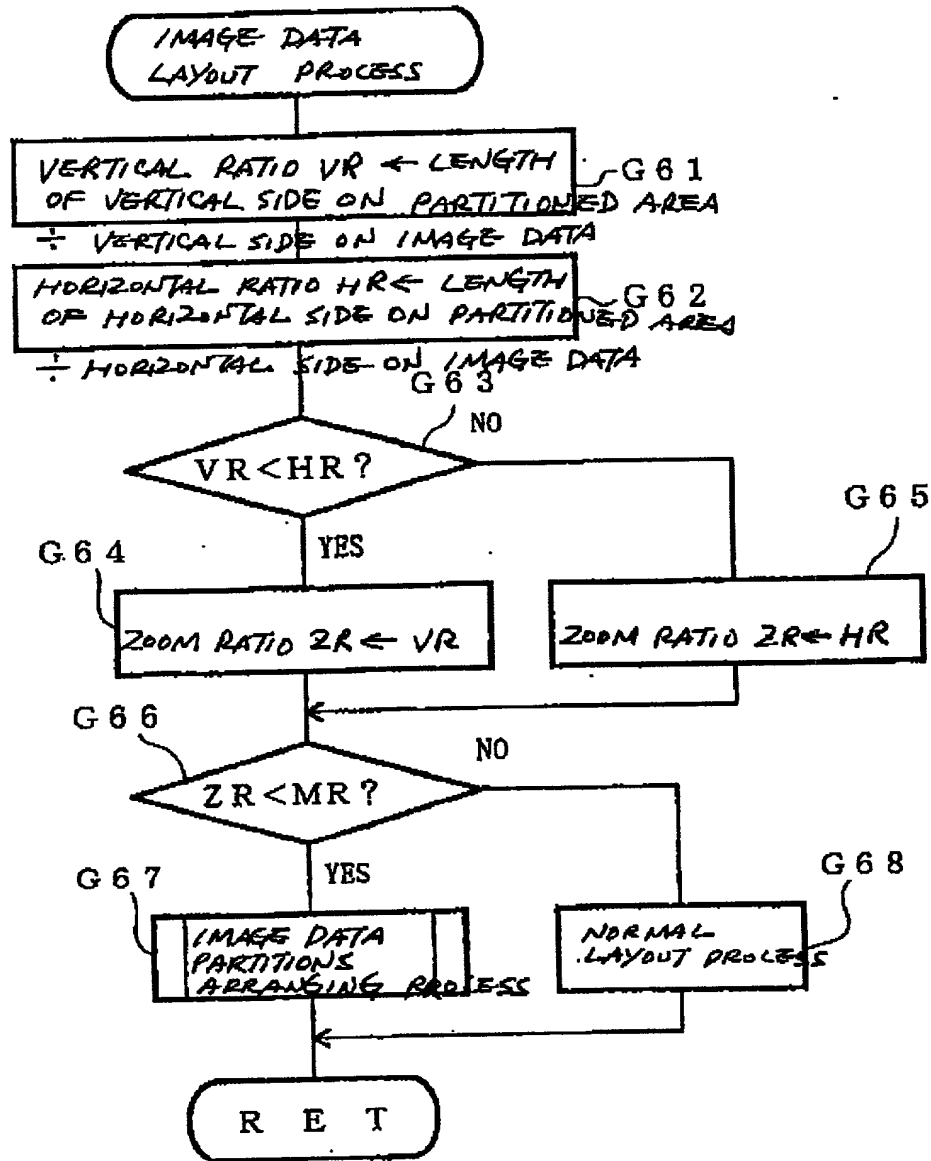 IMAGE DATA
LAYOUT PROCESS
VERTICAL RATIO VR ← LENGTH
OF VERTICAL SIDE ON PARTITIONED AREA
÷ VERTICAL SIDE ON IMAGE DATA
G61
HORIZONTAL RATIO HR ← LENGTH
OF HORIZONTAL SIDE ON PARTITIONED AREA
÷ HORIZONTAL SIDE ON IMAGE DATA
G62
G63
NO
VR<HR?
G65
G64
YES
ZOOM RATIO ZR ← VR
ZOOM RATIO ZR ← HR
G66
NO
ZR<MR?
G67
YES
G68
IMAGE DATA
PARTITIONS
ARRANGING PROCESS
NORMAL
LAYOUT PROCESS
RET